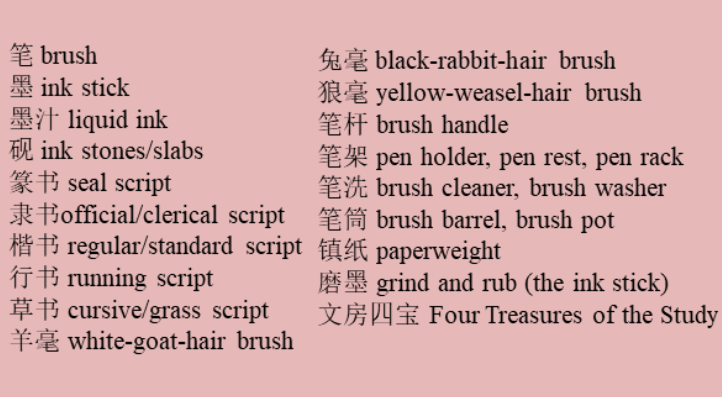 笔 brush
墨 ink stick
墨汁 liquid ink
砚 ink stones/slabs
篆书 seal script
隶书official/clerical script
楷书 regular/standard script
行书 running script
草书 cursive/grass script
羊毫 white-goat-hair brush
兔毫 black-rabbit-hair brush
狼毫 yellow-weasel-hair brush
笔杆 brush handle
笔架 pen holder, pen rest, pen rack
笔洗 brush cleaner, brush washer
笔筒 brush barrel, brush pot
镇纸 paperweight
磨墨 grind and rub (the ink stick)
文房四宝 Four Treasures of the Study